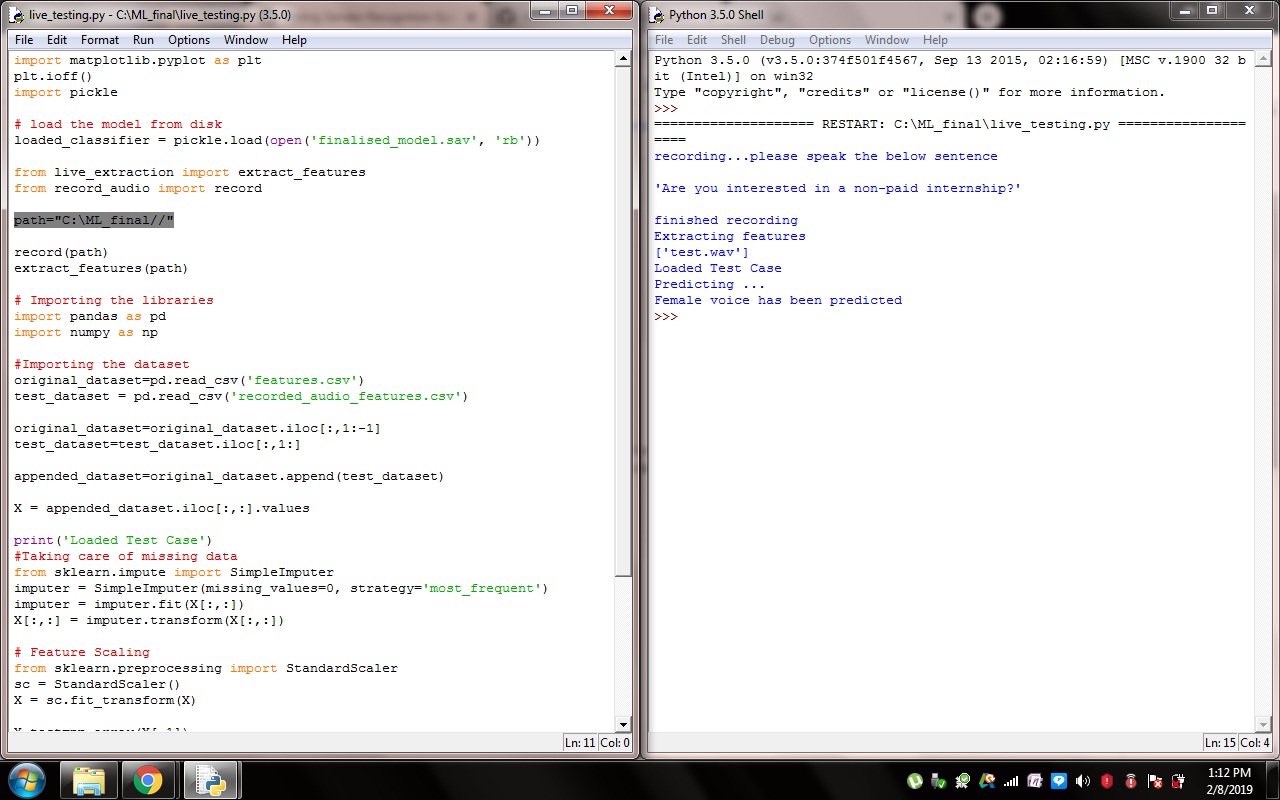 live_testing.py - C:\ML_final\live_testing.py (3.5.0)
File Edit Format Run Options Window Help
import matplotlib.pyplot as plt
plt.ioff()
import pickle
# load the model from disk
loaded_classifier = pickle.load(open('finalised_model.sav', 'rb'))
from live_extraction import extract_features
from record_audio import record
path="C:\ML_final//"
record(path)
extract_features(path)
# Importing the libraries
import pandas as pd
import numpy as np
#Importing the dataset
original_dataset=pd.read_csv('features.csv')
test_dataset = pd.read_csv('recorded_audio_features.csv')
original_dataset=original_dataset.iloc[:,1:-1]
test_dataset=test_dataset.iloc[:,1:]
appended_dataset=original_dataset.append(test_dataset)
X = appended_dataset.iloc[:,:].values
print('Loaded Test Case')
#Taking care of missing data
from sklearn.impute import SimpleImputer
imputer = SimpleImputer(missing_values=0, strategy='most_frequent')
imputer = imputer.fit(X[:,:])
X[:,:] = imputer.transform(X[:,:])
# Feature Scaling
from sklearn.preprocessing import StandardScaler
sc = StandardScaler()
X = sc.fit_transform(X)
Ln: 11 Col: 0
Python 3.5.0 Shell
File Edit Shell Debug Options Window Help
Python 3.5.0 (v3.5.0:374f501f4567, Sep 13 2015, 02:16:59) [MSC v.1900 32 b
it (Intel)] on win32
Type "copyright", "credits" or "license()" for more information.
>>>
==================== RESTART: C:\ML_final\live_testing.py ================
====
recording...please speak the below sentence
'Are you interested in a non-paid internship?'
finished recording
Extracting features
['test.wav']
Loaded Test Case
Predicting ...
Female voice has been predicted
>>>
Ln: 15 Col: 4
1:12 PM
2/8/2019